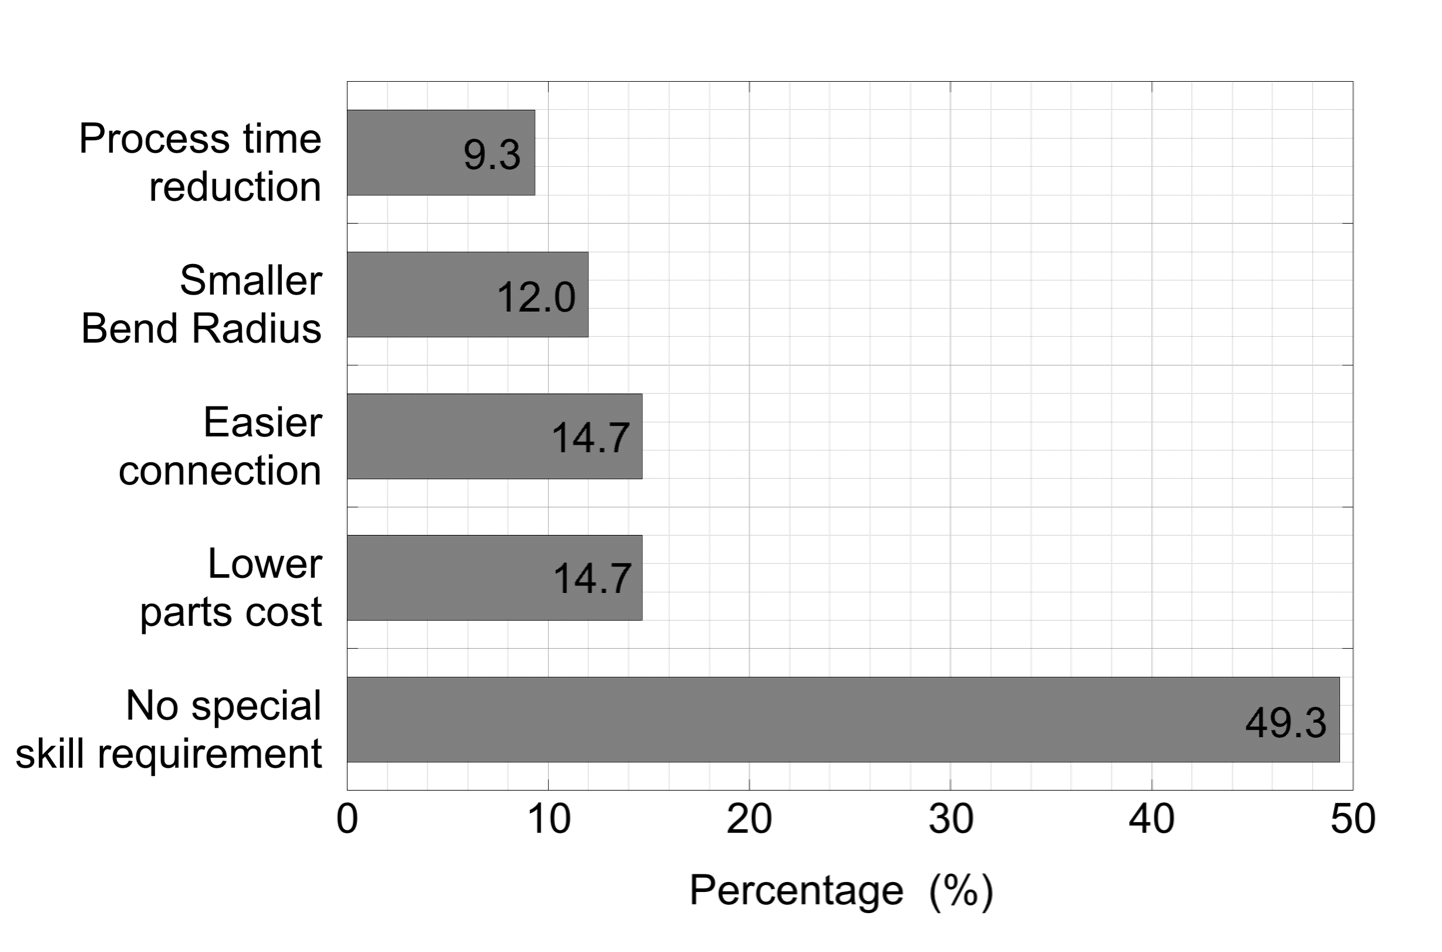 Process time
reduction
9.3
Smaller
Bend Radius
12.0
Easier
connection
14.7
Lower
parts cost
14.7
No special
skill requirement
49.3
0 10 20 30 40 50
Percentage (%)